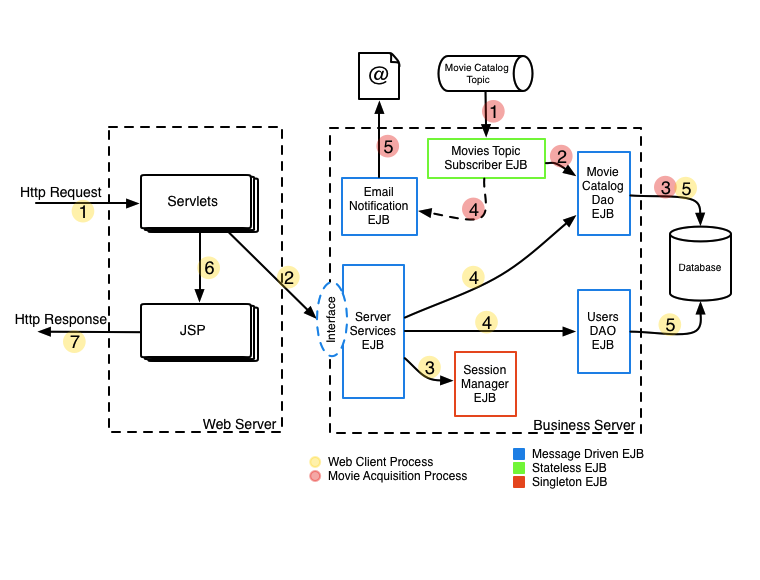 @
Movie Catalog
Topic
1
5
Movies Topic
Subscriber EJB
2
Movie
Catalog
Dao
EJB
3
5
Http Request
1
Servlets
Email
Notification
EJB
4
6
2
4
Database
Http Response
7
JSP
Interface
Server
Services
EJB
4
Users
DAO
EJB
5
3
Session
Manager
EJB
Web Server
Business Server
Web Client Process
Movie Acquisition Process
Message Driven EJB
Stateless EJB
Singleton EJB